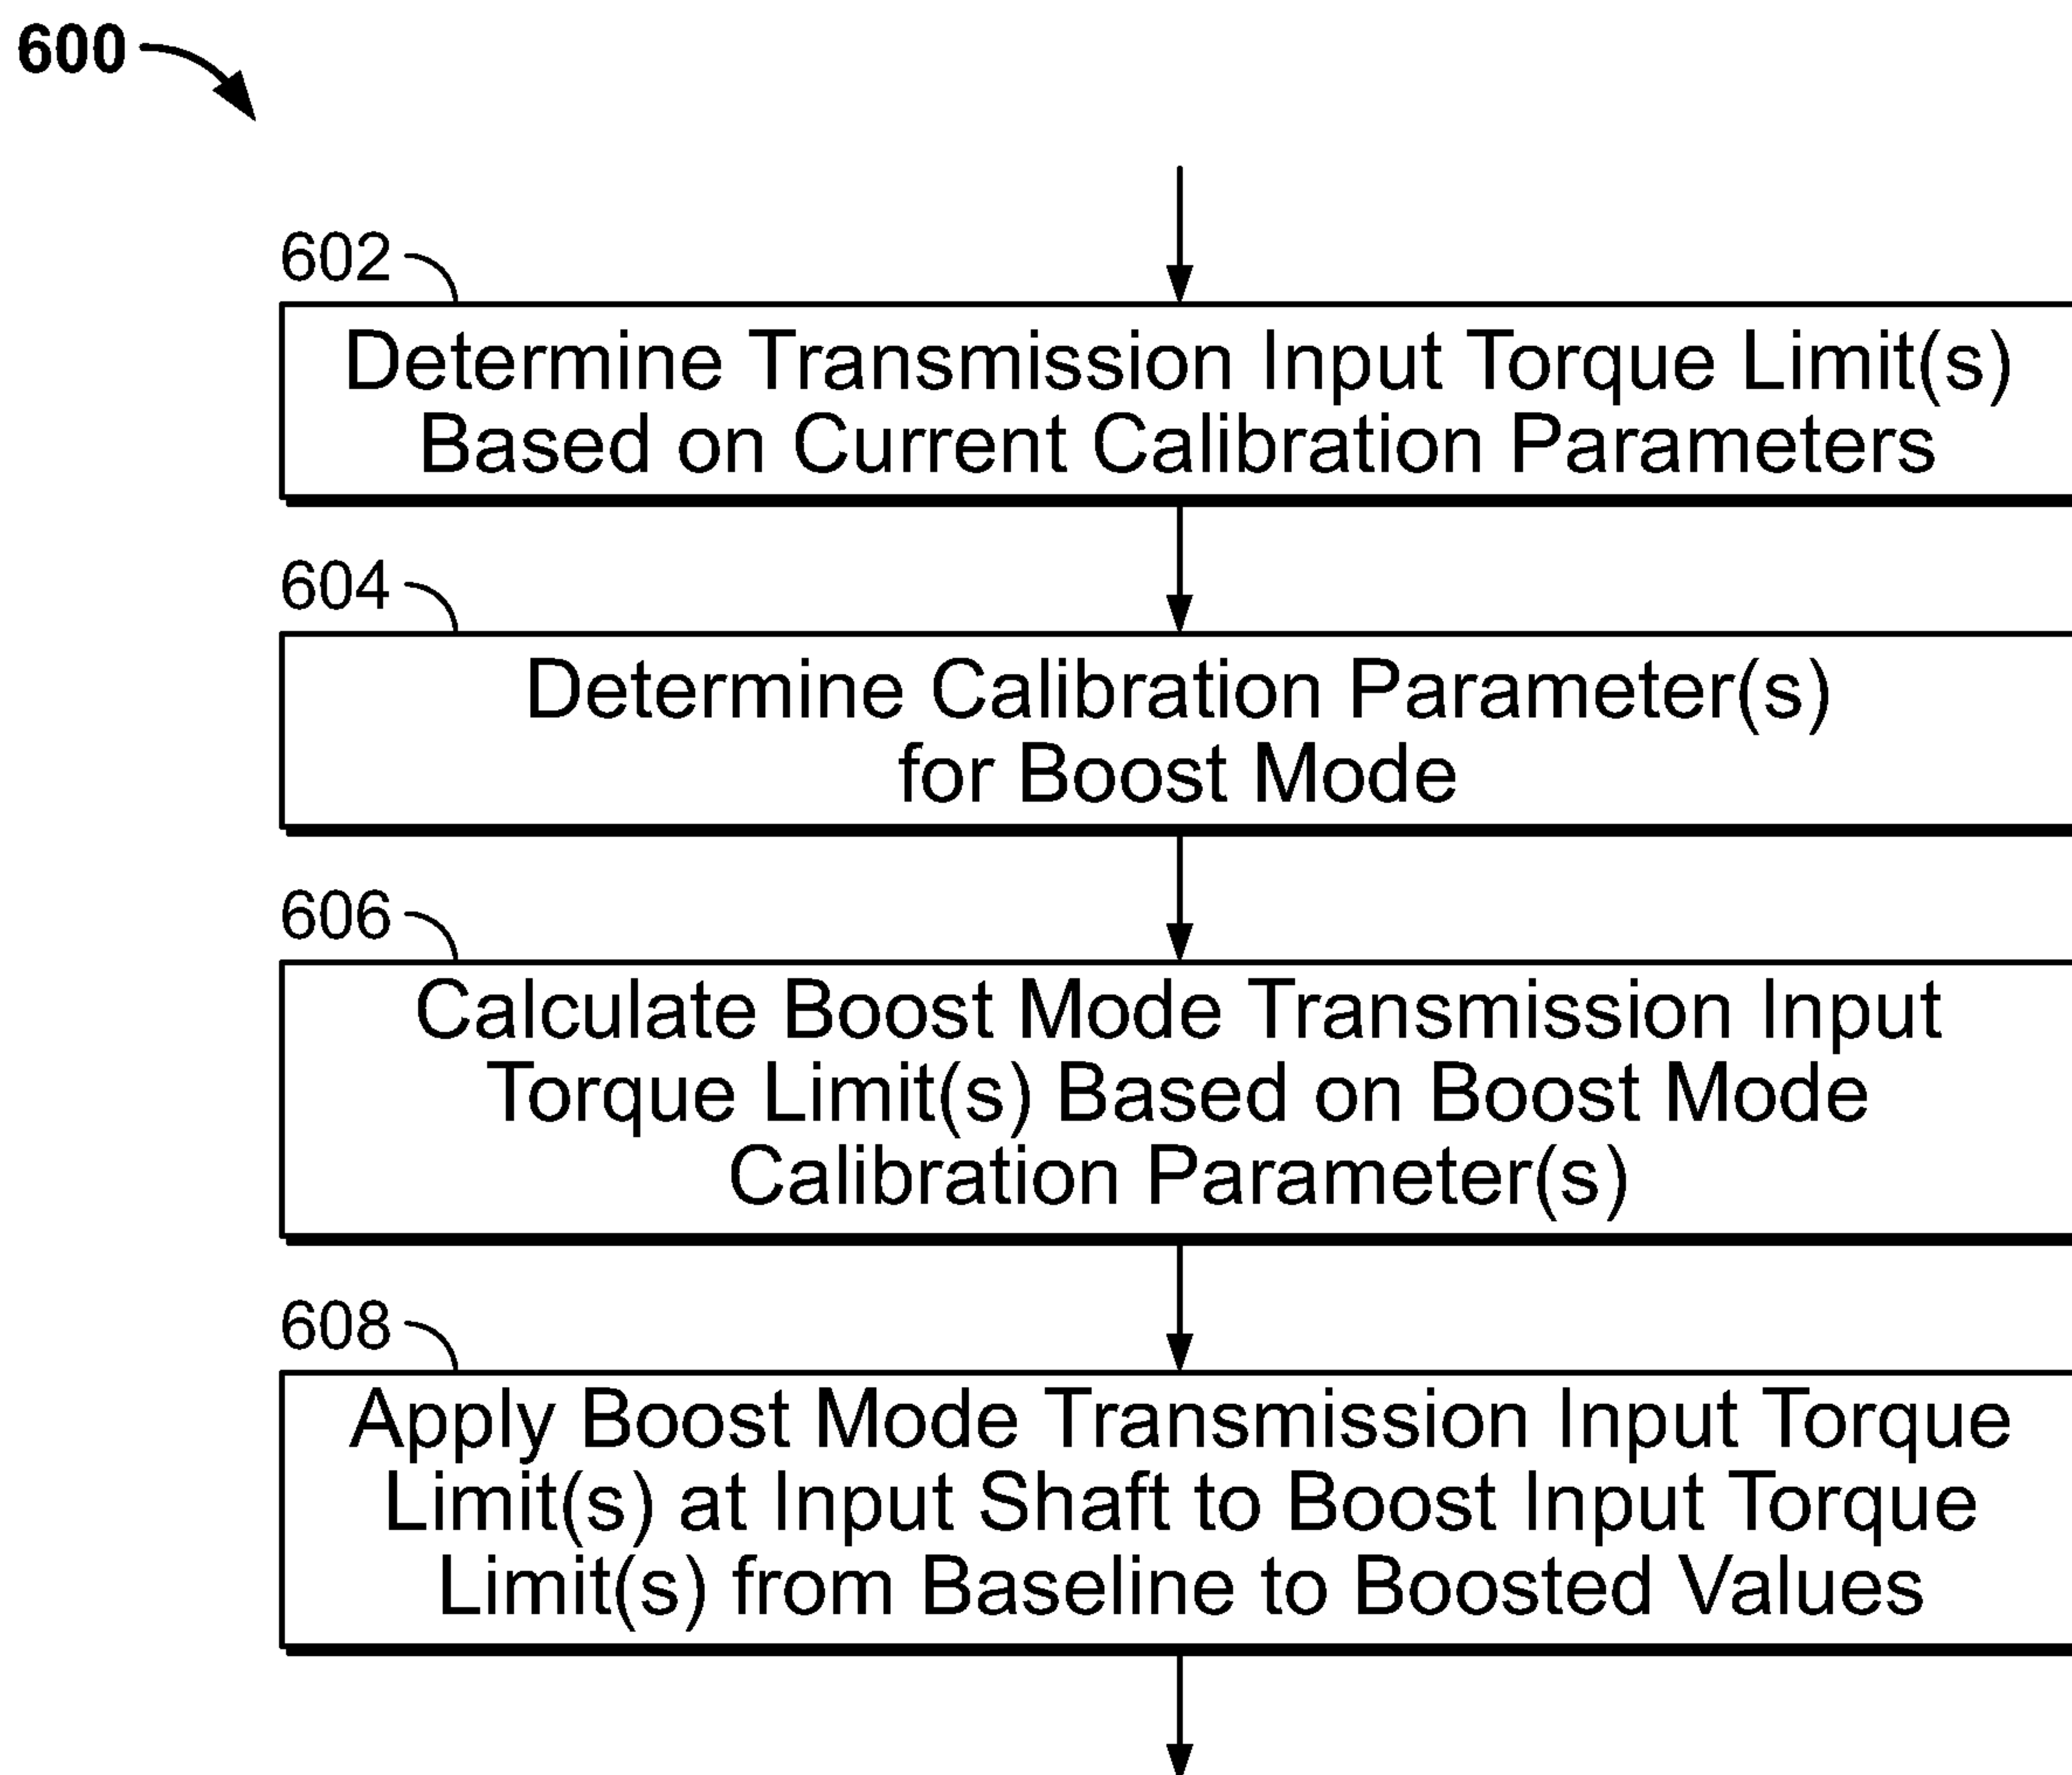 600
602
Determine Transmission Input Torque Limit(s)
Based on Current Calibration Parameters
604
Determine Calibration Parameter(s)
for Boost Mode
606
Calculate Boost Mode Transmission Input
Torque Limit(s) Based on Boost Mode
Calibration Parameter(s)
608
Apply Boost Mode Transmission Input Torque
Limit(s) at Input Shaft to Boost Input Torque
Limit(s) from Baseline to Boosted Values